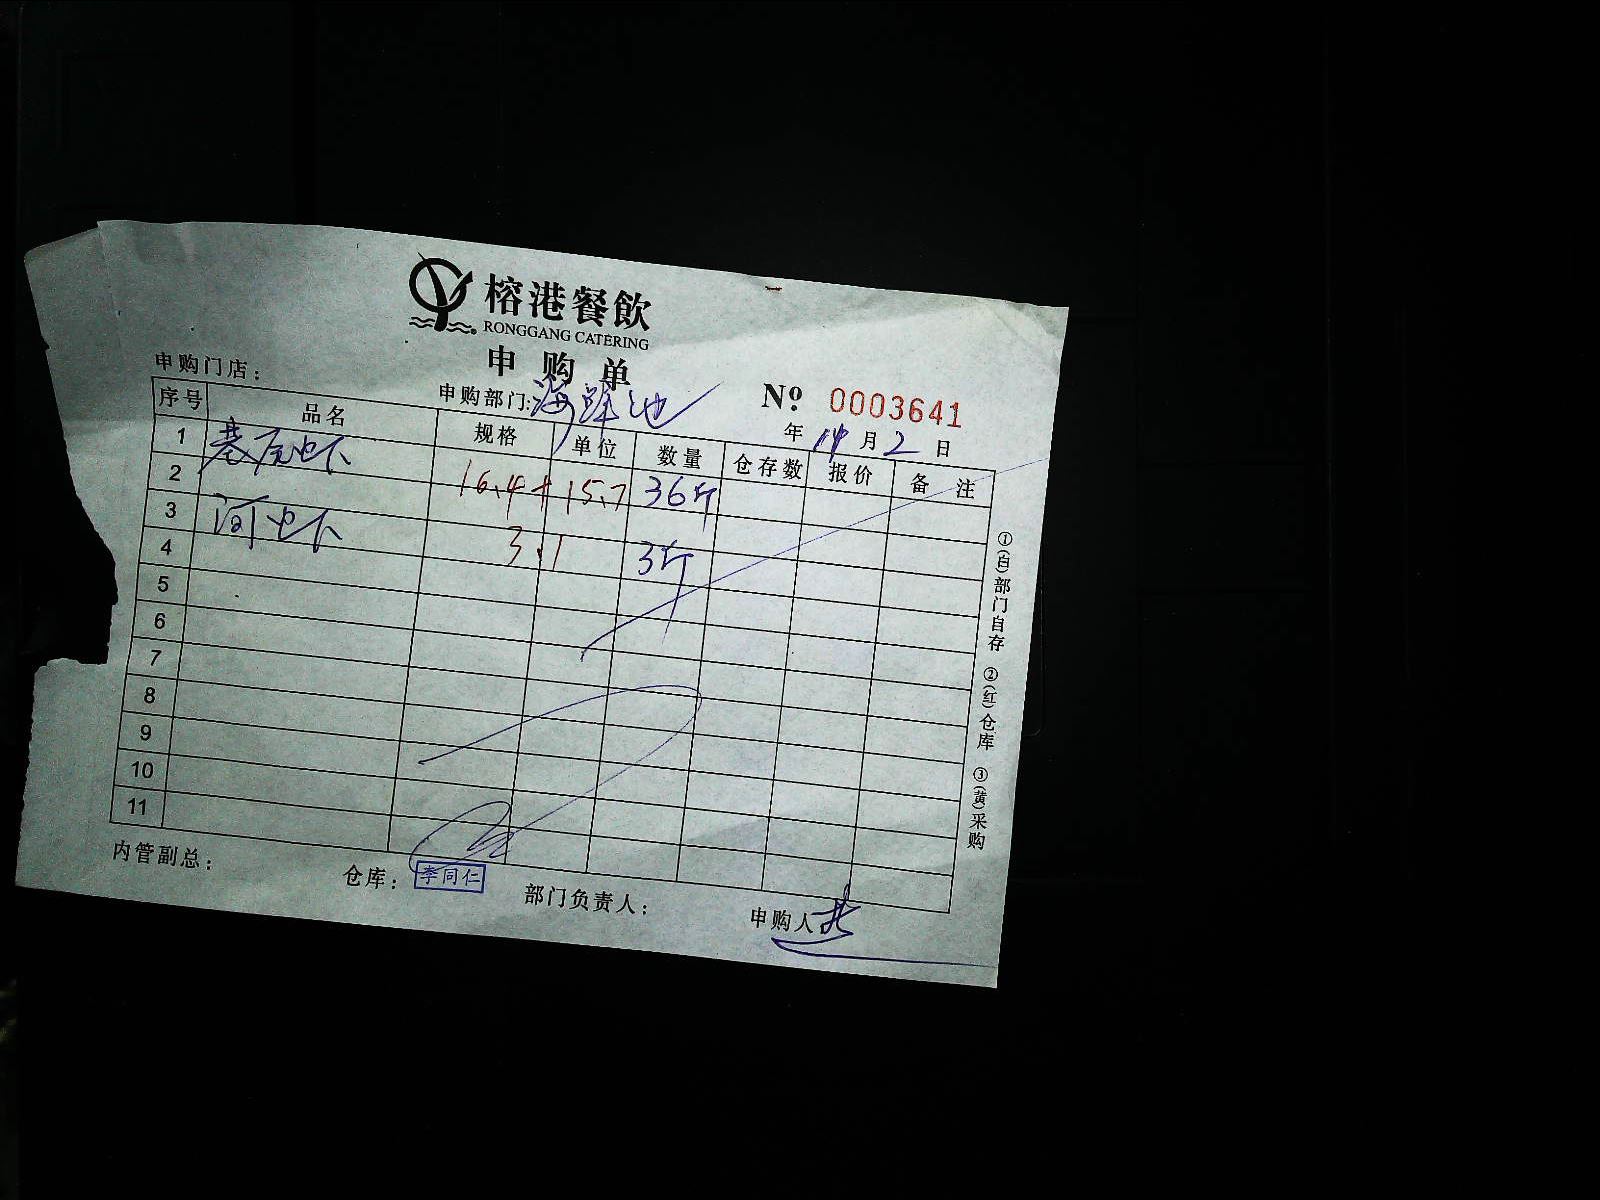 榕港餐飲
RONGGANG CATERING
申购单
申购门店：
申购部门:海鲜池
№ 0003641
年 月 2 日
序号 品名 规格 单位 数量 仓存数 报价 备注
1 基尾虾
2 16.4+15.7 36斤
3 河虾
4 3.1 3斤
5
6
7
8
9
10
11
①(白)部门自存 ②(红)仓库 ③(黄)采购
内管副总：
仓库： 李同仁
部门负责人：
申购人